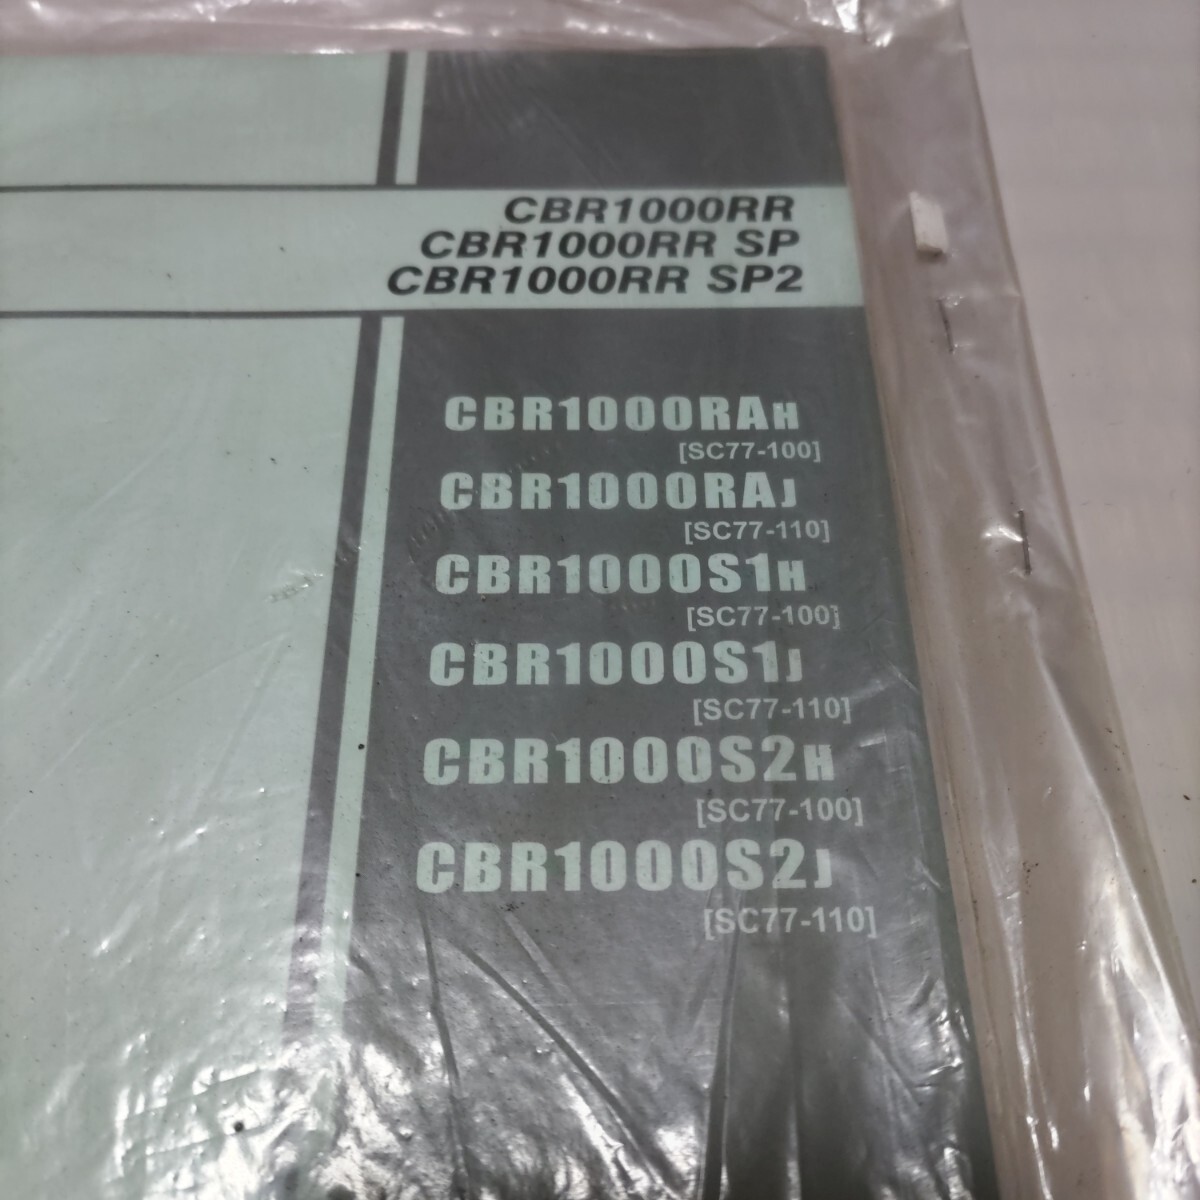 CBR1000RR
CBR1000RR SP
CBR1000RR SP2
CBR1000RAH
[SC77-100]
CBR1000RAJ
[SC77-110]
CBR1000S1H
[SC77-100]
CBR1000S1J
[SC77-110]
CBR1000S2H
[SC77-100]
CBR1000S2J
[SC77-110]